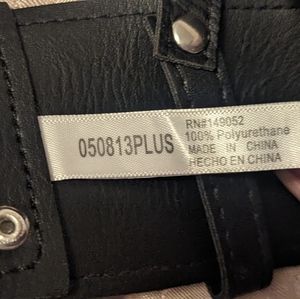 050813PLUS
RN#149052
100% Polyurethane
MADE IN CHINA
HECHO EN CHINA